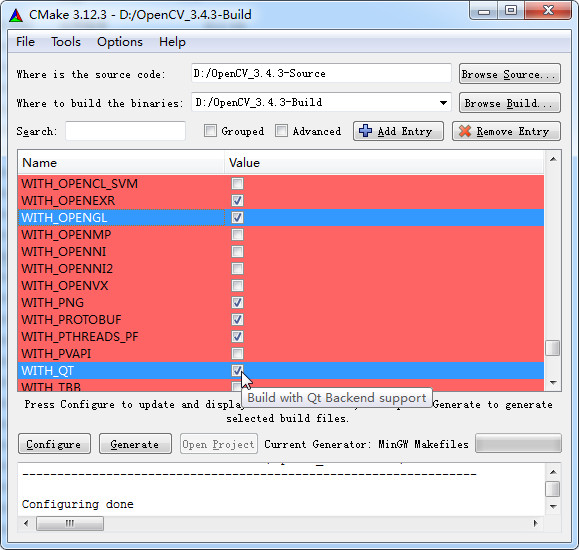 CMake 3.12.3 - D:/OpenCV_3.4.3-Build
File Tools Options Help
Where is the source code: D:/OpenCV_3.4.3-Source Browse Source...
Where to build the binaries: D:/OpenCV_3.4.3-Build Browse Build...
Search: Grouped Advanced Add Entry Remove Entry
Name Value
WITH_OPENCL_SVM
WITH_OPENEXR
WITH_OPENGL
WITH_OPENMP
WITH_OPENNI
WITH_OPENNI2
WITH_OPENVX
WITH_PNG
WITH_PROTOBUF
WITH_PTHREADS_PF
WITH_PVAPI
WITH_QT
WITH_TBB
Build with Qt Backend support
Press Configure to update and display Generate to generate
selected build files.
Configure Generate Open Project Current Generator: MinGW Makefiles
Configuring done